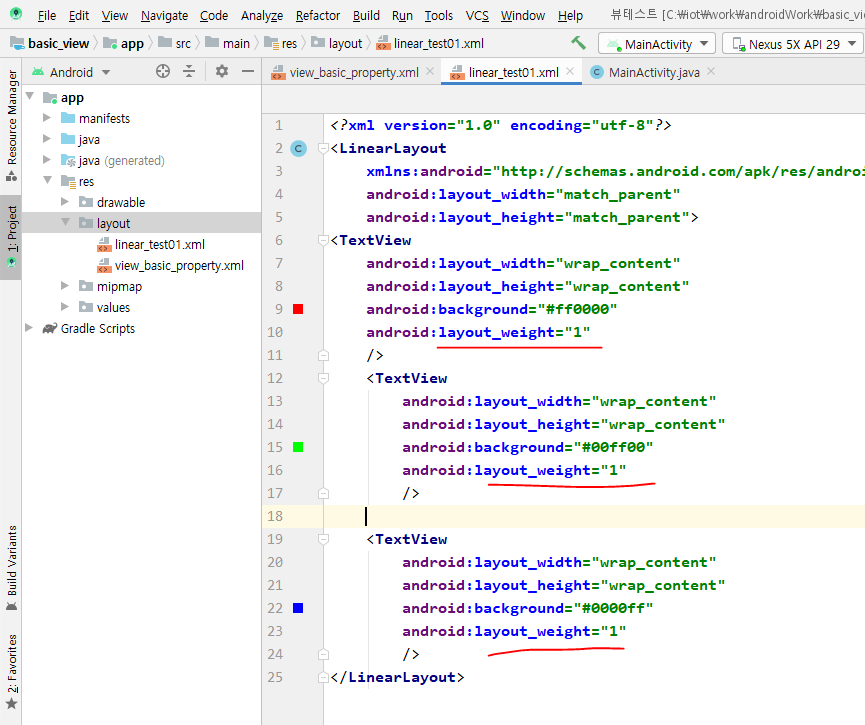 File Edit View Navigate Code Analyze Refactor Build Run Tools VCS Window Help 뷰테스트 [C:₩iot₩work₩androidWork₩basic_vi
basic_view app src main res layout linear_test01.xml MainActivity Nexus 5X API 29
Android view_basic_property.xml linear_test01.xml MainActivity.java
Resource Manager
1: Project
Build Variants
2: Favorites
app
manifests
java
java (generated)
res
drawable
layout
linear_test01.xml
view_basic_property.xml
mipmap
values
Gradle Scripts
1 <?xml version="1.0" encoding="utf-8"?>
2 C <LinearLayout
3 xmlns:android="http://schemas.android.com/apk/res/andro
4 android:layout_width="match_parent"
5 android:layout_height="match_parent">
6 <TextView
7 android:layout_width="wrap_content"
8 android:layout_height="wrap_content"
9 android:background="#ff0000"
10 android:layout_weight="1"
11 />
12 <TextView
13 android:layout_width="wrap_content"
14 android:layout_height="wrap_content"
15 android:background="#00ff00"
16 android:layout_weight="1"
17 />
18
19 <TextView
20 android:layout_width="wrap_content"
21 android:layout_height="wrap_content"
22 android:background="#0000ff"
23 android:layout_weight="1"
24 />
25 </LinearLayout>